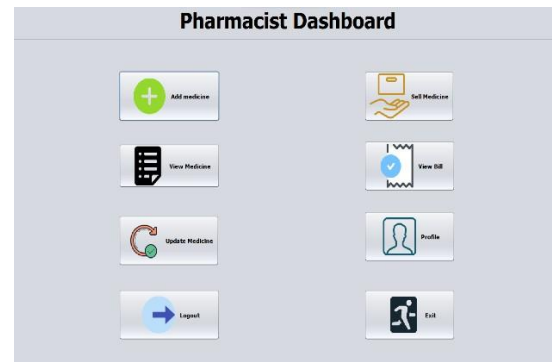 Pharmacist Dashboard
Add medicine
Sell Medicine
View Medicine
View Bill
Update Medicine
Profile
Logout
Exit